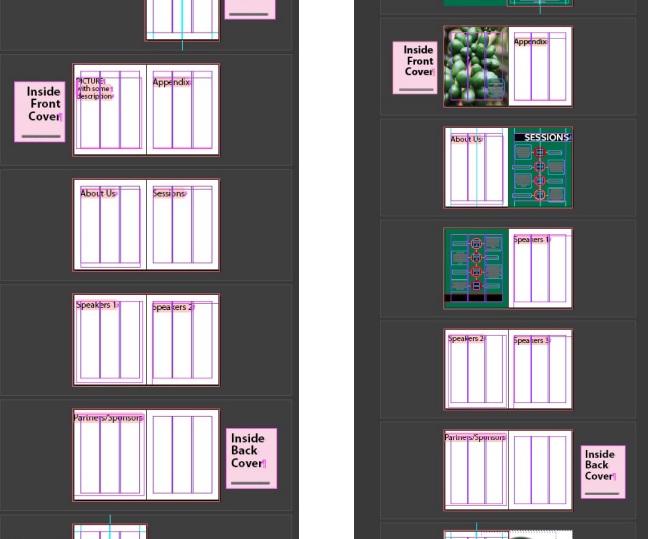 Inside
Front
Cover
PICTURE
with some
description
Appendix
About Us
Sessions
Speakers 1
Speakers 2
Partners/Sponsors
Inside
Back
Cover¶
Inside
Front
Cover
Appendix
About Us
SESSIONS
Speakers 1
Speakers 2
Speakers 3
Partners/Sponsors
Inside
Back
Cover¶